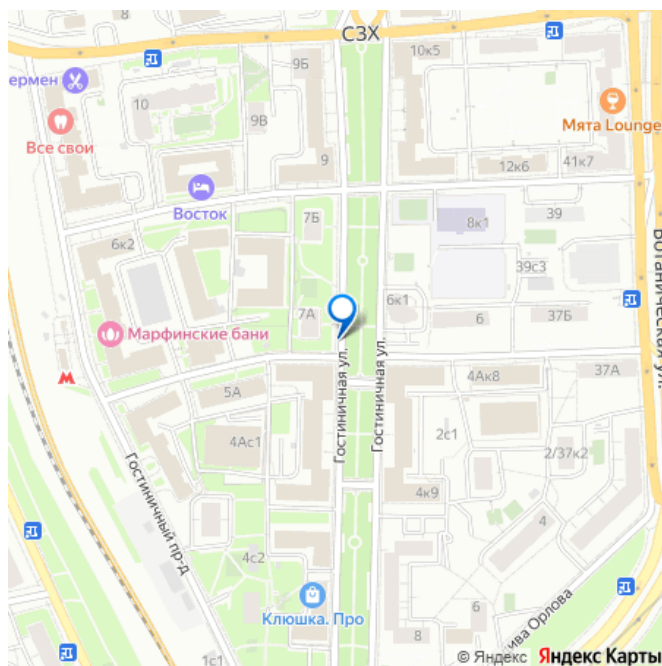 8
СЗХ
9Б
10к5
ермен
10
9В
Мята Lounge
Все свои
9
12к6
41к7
Восток
7Б
8к1
39
6к2
39с3
6к1
7А
6
37Б
Марфинские бани
Ботаническая ул.
Гостиничная ул.
Гостиничная ул.
5А
4Ак8
37А
4Ас1
2с1
2/37к2
Гостиничный пр-д
4к9
4
4с2
Клюшка. Про
6
8
ива Орлова
1с1
© Яндекс Яндекс Карты